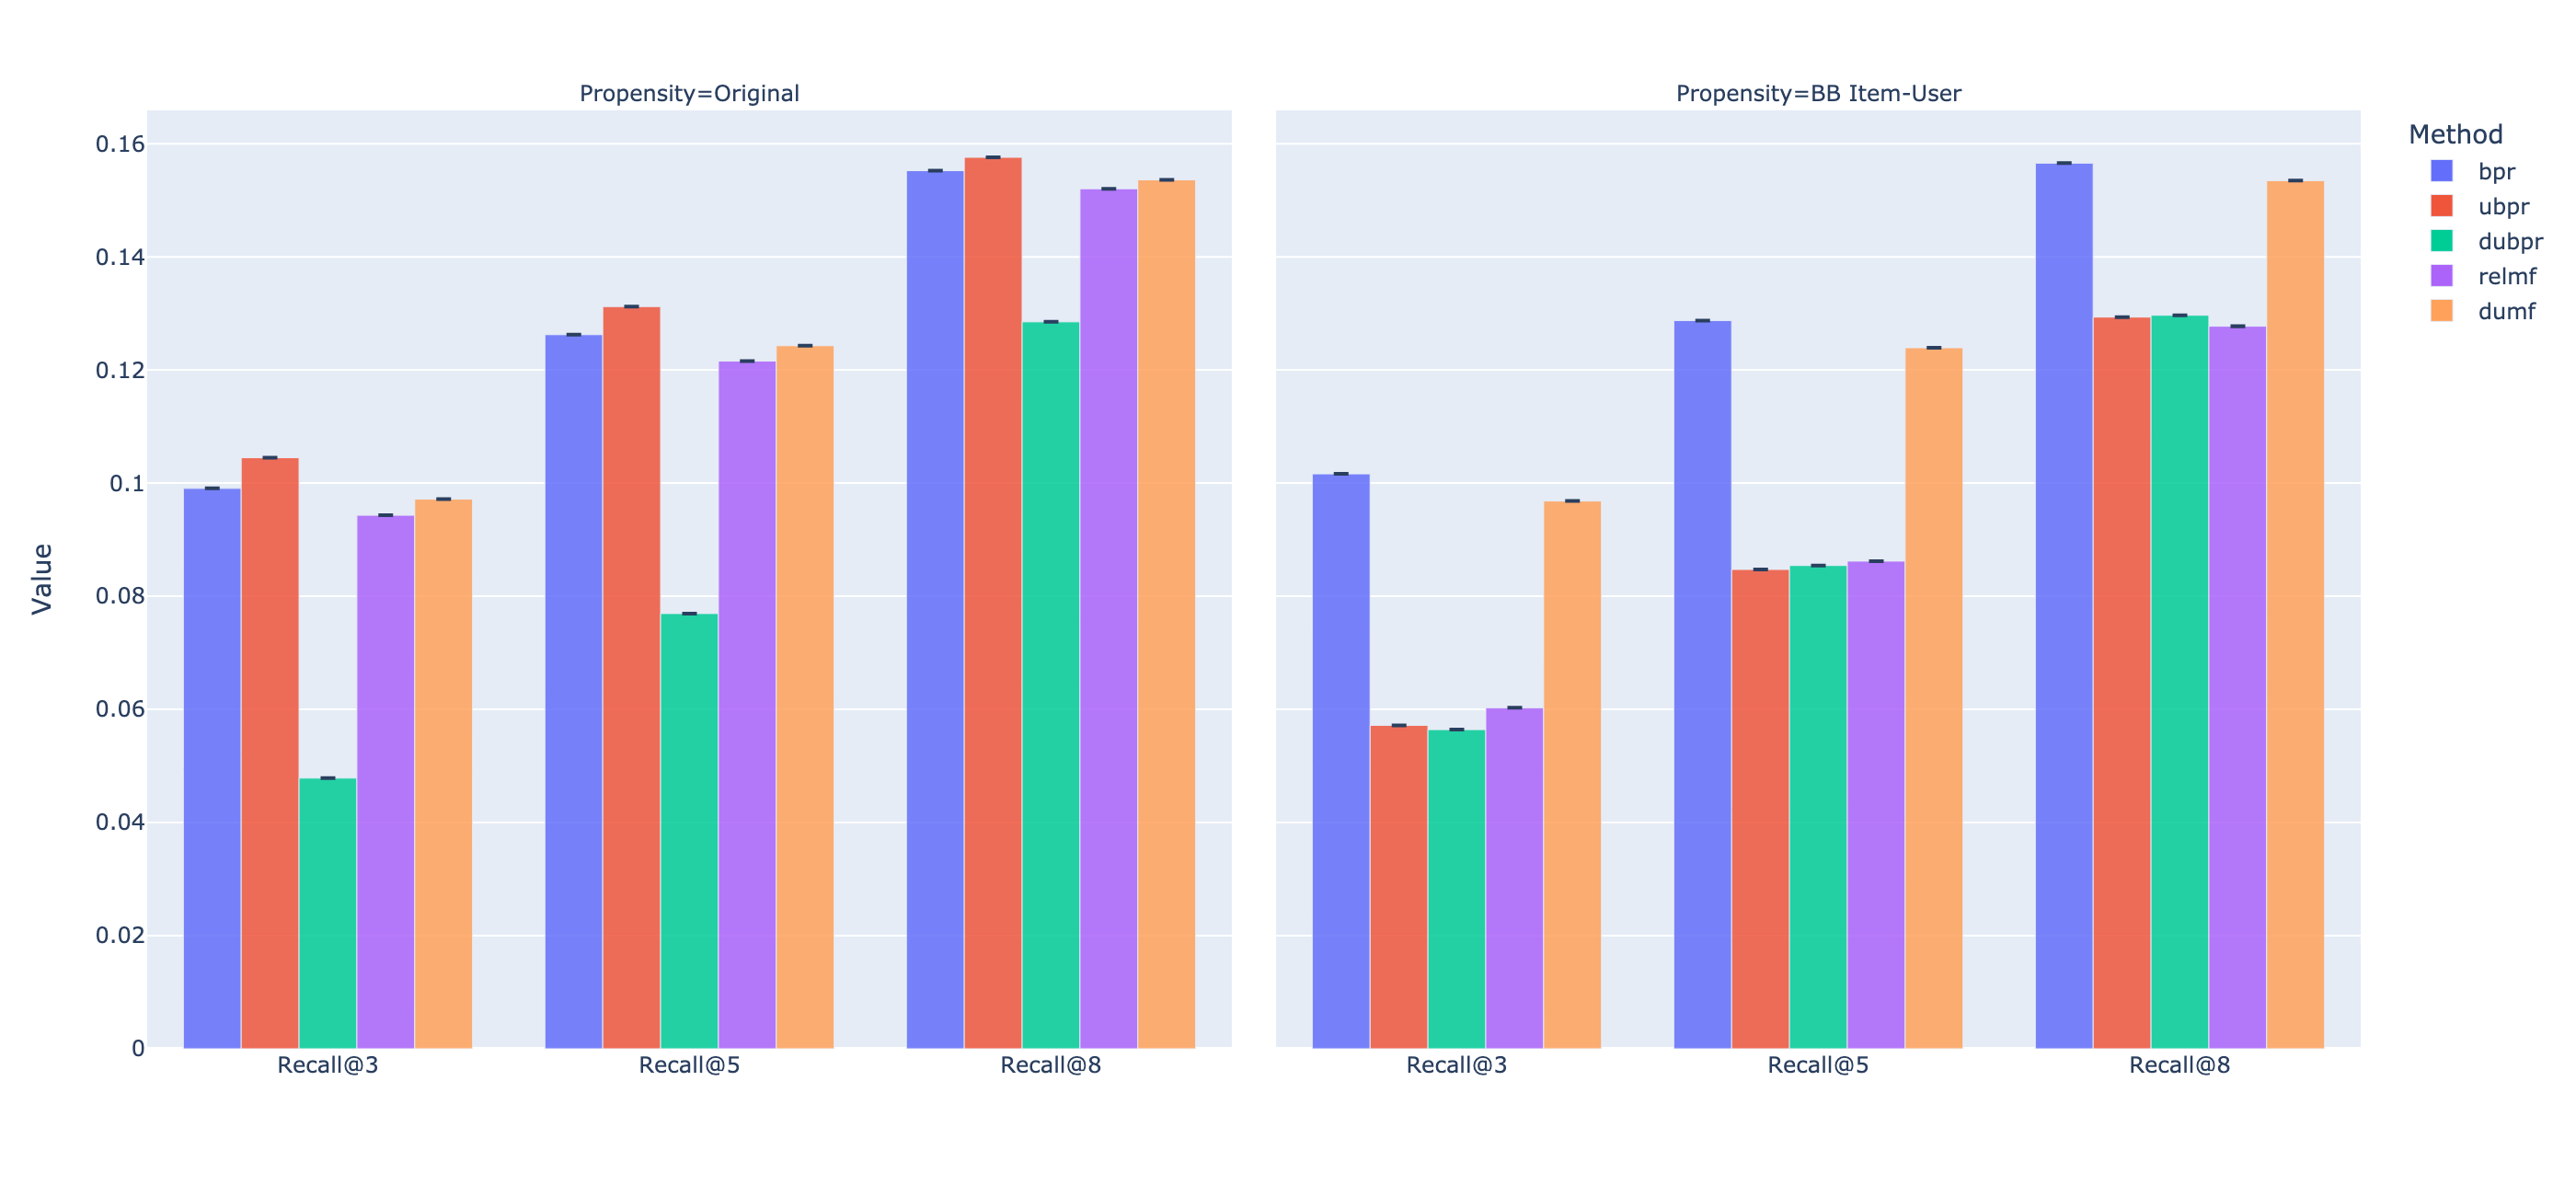 Propensity=Original
Propensity=BB Item-User
Method
bpr
ubpr
dubpr
relmf
dumf
Value
0.16
0.14
0.12
0.1
0.08
0.06
0.04
0.02
0
Recall@3
Recall@5
Recall@8
Recall@3
Recall@5
Recall@8